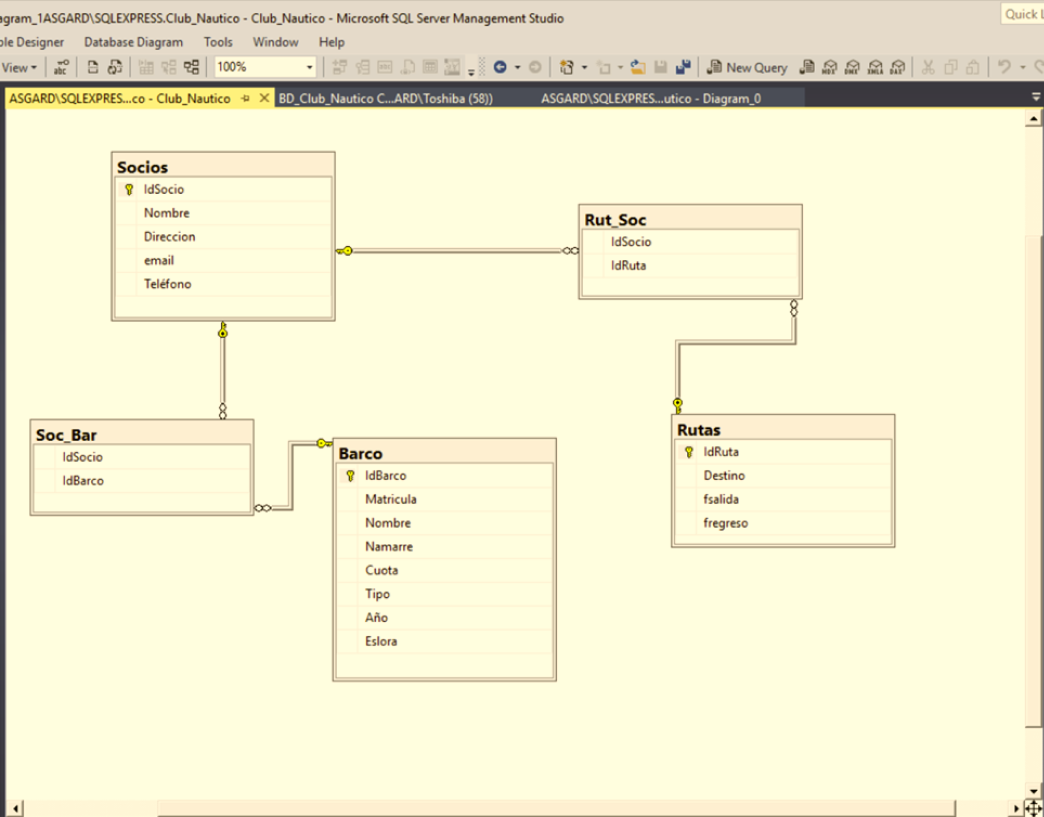 agram_1ASGARD\SQLEXPRESS.Club_Nautico - Club_Nautico - Microsoft SQL Server Management Studio
Quick L
ble Designer Database Diagram Tools Window Help
View 100% New Query
ASGARD\SQLEXPRES...co - Club_Nautico BD_Club_Nautico C...ARD\Toshiba (58)) ASGARD\SQLEXPRES...utico - Diagram_0
Socios
IdSocio
Nombre
Direccion
email
Teléfono
Rut_Soc
IdSocio
IdRuta
Soc_Bar
IdSocio
IdBarco
Barco
IdBarco
Matricula
Nombre
Namarre
Cuota
Tipo
Año
Eslora
Rutas
IdRuta
Destino
fsalida
fregreso